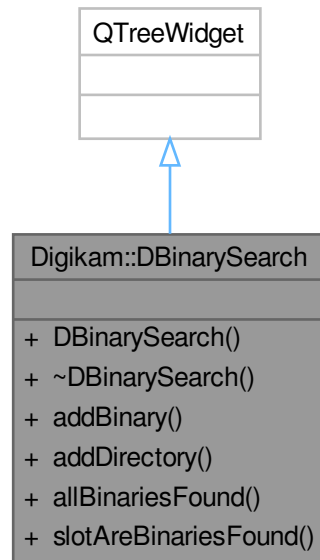 QTreeWidget
Digikam::DBinarySearch
+ DBinarySearch()
+ ~DBinarySearch()
+ addBinary()
+ addDirectory()
+ allBinariesFound()
+ slotAreBinariesFound()